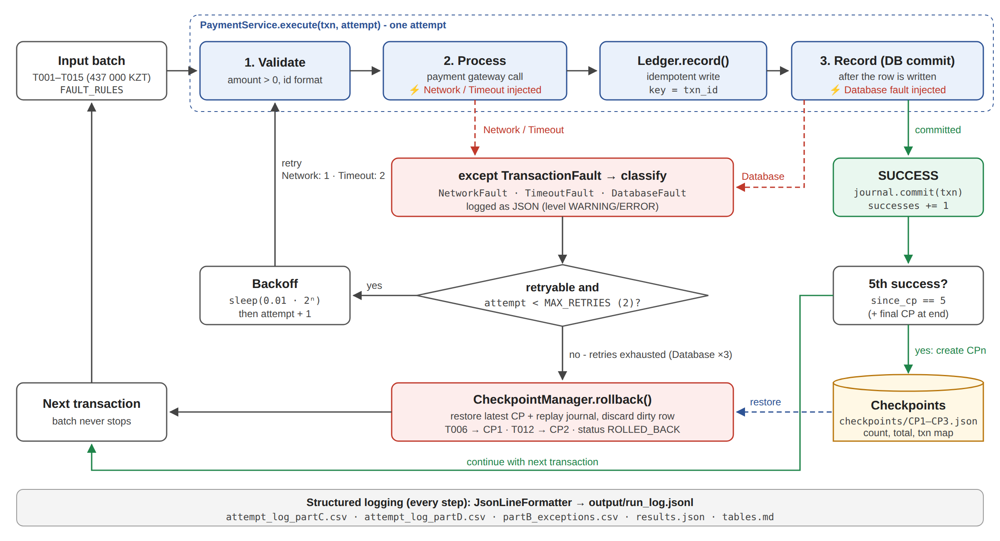 PaymentService.execute(txn, attempt) - one attempt
Input batch
T001–T015 (437 000 KZT)
FAULT_RULES
1. Validate
amount > 0, id format
2. Process
payment gateway call
⚡ Network / Timeout injected
Ledger.record()
idempotent write
key = txn_id
3. Record (DB commit)
after the row is written
⚡ Database fault injected
Network / Timeout
committed
retry
Network: 1 · Timeout: 2
except TransactionFault → classify
NetworkFault · TimeoutFault · DatabaseFault
logged as JSON (level WARNING/ERROR)
Database
SUCCESS
journal.commit(txn)
successes += 1
Backoff
sleep(0.01 · 2ⁿ)
then attempt + 1
yes
retryable and
attempt < MAX_RETRIES (2)?
5th success?
since_cp == 5
(+ final CP at end)
no - retries exhausted (Database ×3)
yes: create CPn
Next transaction
batch never stops
CheckpointManager.rollback()
restore latest CP + replay journal, discard dirty row
T006 → CP1 · T012 → CP2 · status ROLLED_BACK
restore
Checkpoints
checkpoints/CP1–CP3.json
count, total, txn map
continue with next transaction
Structured logging (every step): JsonLineFormatter → output/run_log.jsonl
attempt_log_partC.csv · attempt_log_partD.csv · partB_exceptions.csv · results.json · tables.md